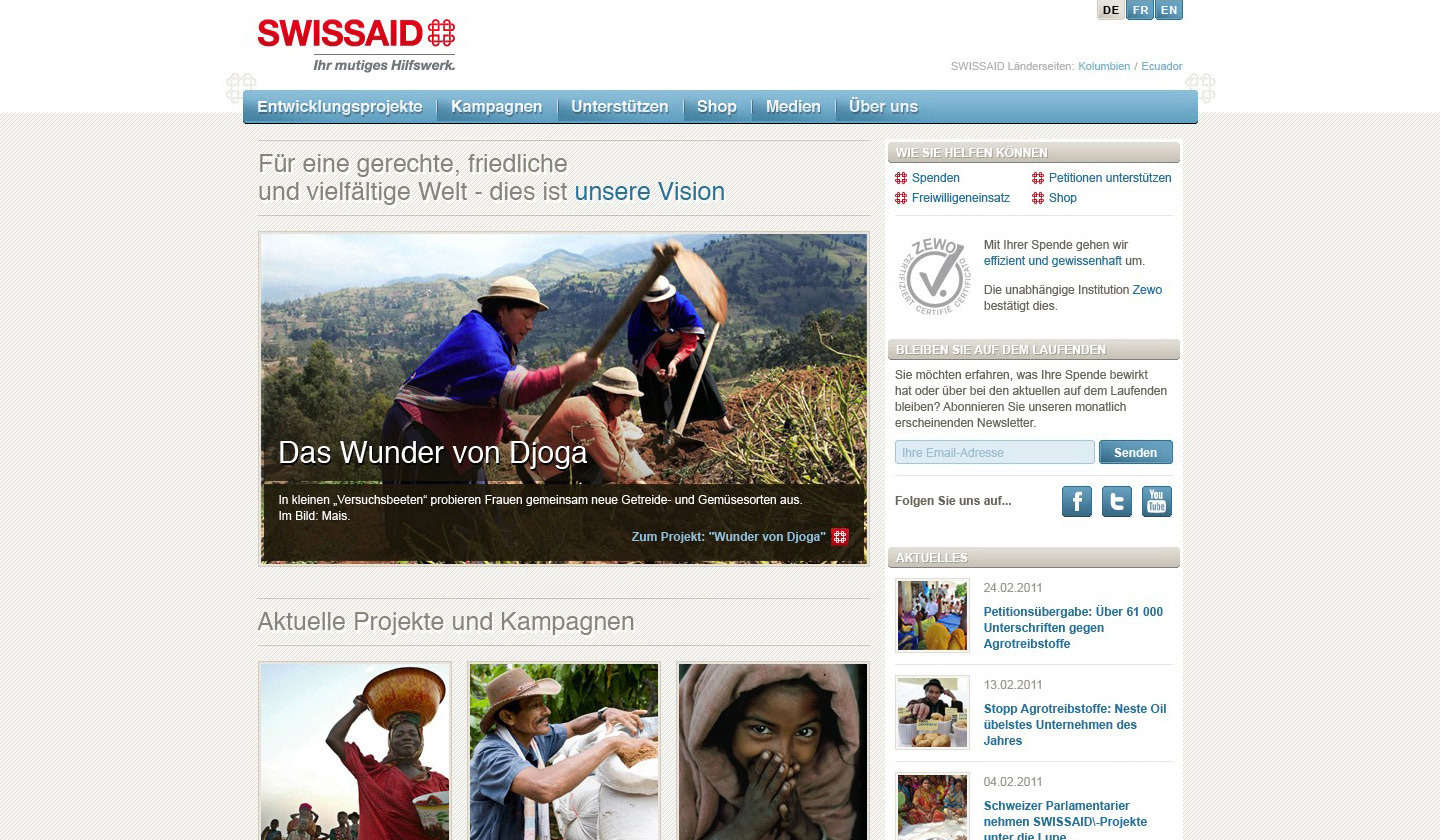 DE FR EN
SWISSAID
Ihr mutiges Hilfswerk.
SWISSAID Länderseiten: Kolumbien / Ecuador
Entwicklungsprojekte Kampagnen Unterstützen Shop Medien Über uns
Für eine gerechte, friedliche
und vielfältige Welt - dies ist unsere Vision
Das Wunder von Djoga
In kleinen „Versuchsbeeten“ probieren Frauen gemeinsam neue Getreide- und Gemüsesorten aus.
Im Bild: Mais.
Zum Projekt: "Wunder von Djoga"
Aktuelle Projekte und Kampagnen
WIE SIE HELFEN KÖNNEN
Spenden Petitionen unterstützen
Freiwilligeneinsatz Shop
ZEWO
ZERTIFIZIERT CERTIFIÉ CERTIFICATO
Mit Ihrer Spende gehen wir
effizient und gewissenhaft um.
Die unabhängige Institution Zewo
bestätigt dies.
BLEIBEN SIE AUF DEM LAUFENDEN
Sie möchten erfahren, was Ihre Spende bewirkt
hat oder über bei den aktuellen auf dem Laufenden
bleiben? Abonnieren Sie unseren monatlich
erscheinenden Newsletter.
Ihre Email-Adresse Senden
Folgen Sie uns auf...
f t You
Tube
AKTUELLES
24.02.2011
Petitionsübergabe: Über 61 000
Unterschriften gegen
Agrotreibstoffe
13.02.2011
Stopp Agrotreibstoffe: Neste Oil
übelstes Unternehmen des
Jahres
04.02.2011
Schweizer Parlamentarier
nehmen SWISSAID\-Projekte
unter die Lupe